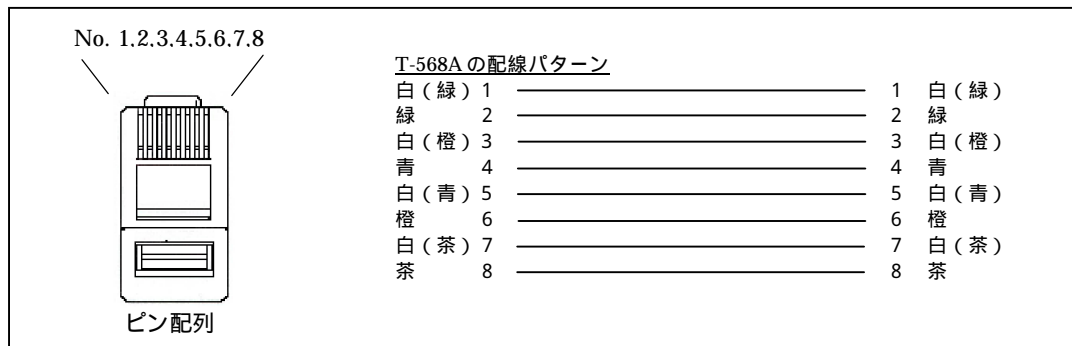 No. 1,2,3,4,5,6,7,8
ピン配列
T-568A の配線パターン
白（緑）1 1 白（緑）
緑 2 2 緑
白（橙）3 3 白（橙）
青 4 4 青
白（青）5 5 白（青）
橙 6 6 橙
白（茶）7 7 白（茶）
茶 8 8 茶